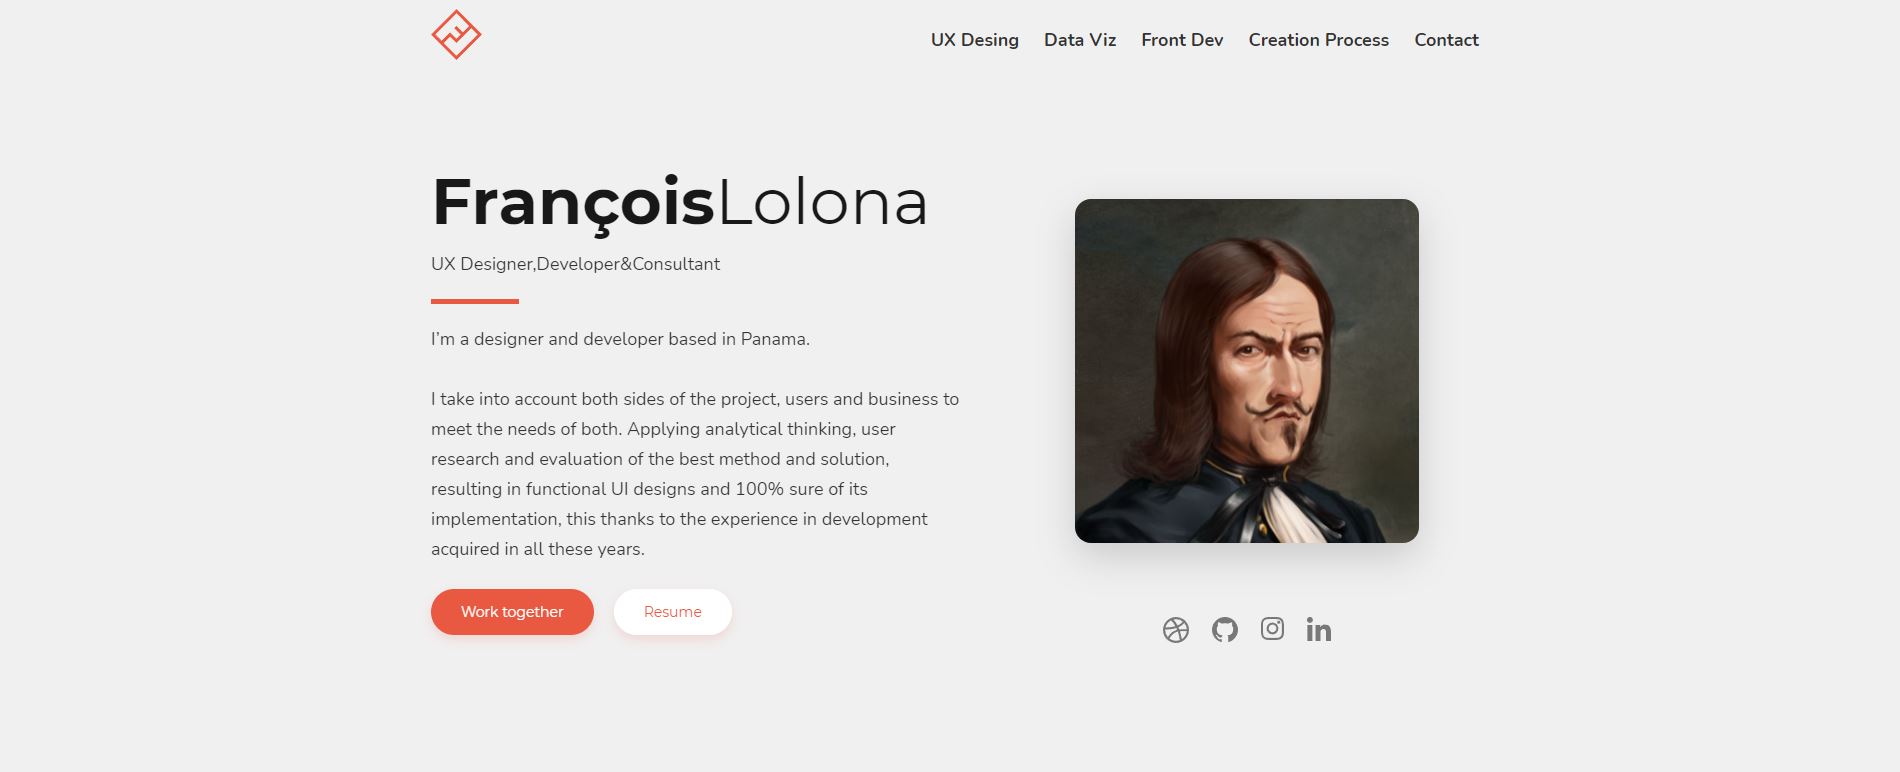 UX Desing Data Viz Front Dev Creation Process Contact
FrançoisLolona
UX Designer,Developer&Consultant
I’m a designer and developer based in Panama.
I take into account both sides of the project, users and business to
meet the needs of both. Applying analytical thinking, user
research and evaluation of the best method and solution,
resulting in functional UI designs and 100% sure of its
implementation, this thanks to the experience in development
acquired in all these years.
Work together Resume